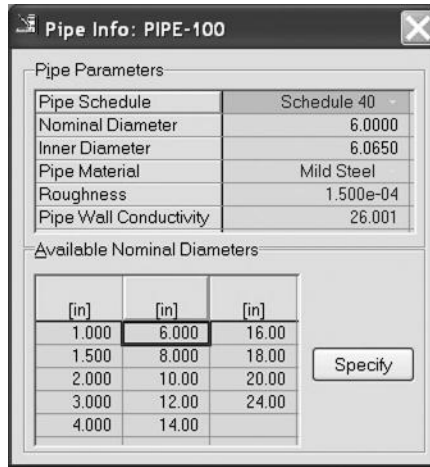 Pipe Info: PIPE-100
Pipe Parameters
Pipe Schedule Schedule 40
Nominal Diameter 6.0000
Inner Diameter 6.0650
Pipe Material Mild Steel
Roughness 1.500e-04
Pipe Wall Conductivity 26.001
Available Nominal Diameters
[in] [in] [in]
1.000 6.000 16.00
1.500 8.000 18.00
2.000 10.00 20.00
3.000 12.00 24.00
4.000 14.00
Specify